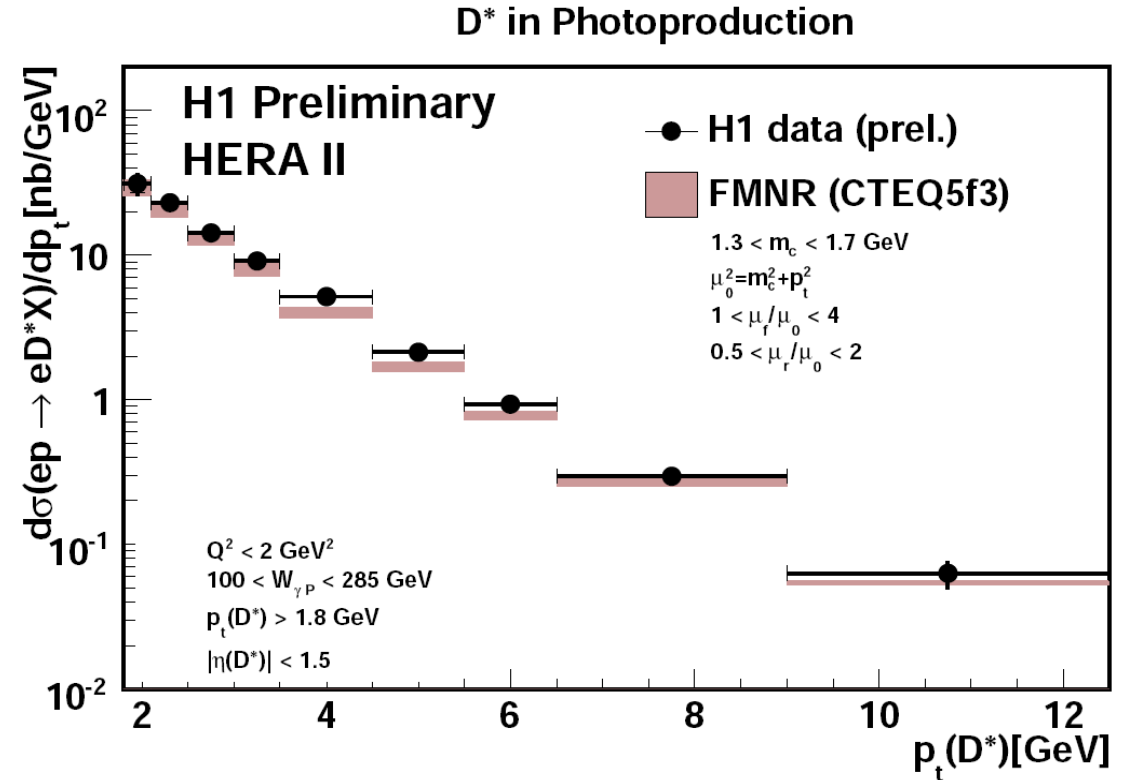 D* in Photoproduction
H1 Preliminary
HERA II
H1 data (prel.)
FMNR (CTEQ5f3)
1.3 < m_c < 1.7 GeV
μ_0^2=m_c^2+p_t^2
1 < μ_f/μ_0 < 4
0.5 < μ_r/μ_0 < 2
Q^2 < 2 GeV^2
100 < W_γP < 285 GeV
p_t(D*) > 1.8 GeV
|η(D*)| < 1.5
dσ(ep → eD*X)/dp_t[nb/GeV]
10^2
10
1
10^-1
10^-2
2 4 6 8 10 12
p_t(D*)[GeV]